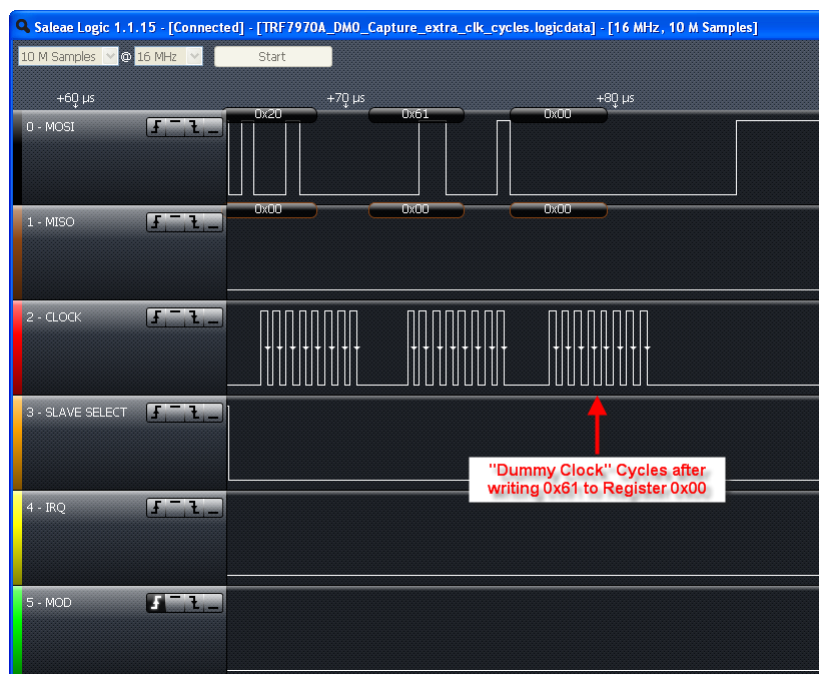 Saleae Logic 1.1.15 - [Connected] - [TRF7970A_DM0_Capture_extra_clk_cycles.logicdata] - [16 MHz, 10 M Samples]
10 M Samples @ 16 MHz Start
+60 µs +70 µs +80 µs
0 - MOSI 0x20 0x61 0x00
1 - MISO 0x00 0x00 0x00
2 - CLOCK
3 - SLAVE SELECT
"Dummy Clock" Cycles after
writing 0x61 to Register 0x00
4 - IRQ
5 - MOD